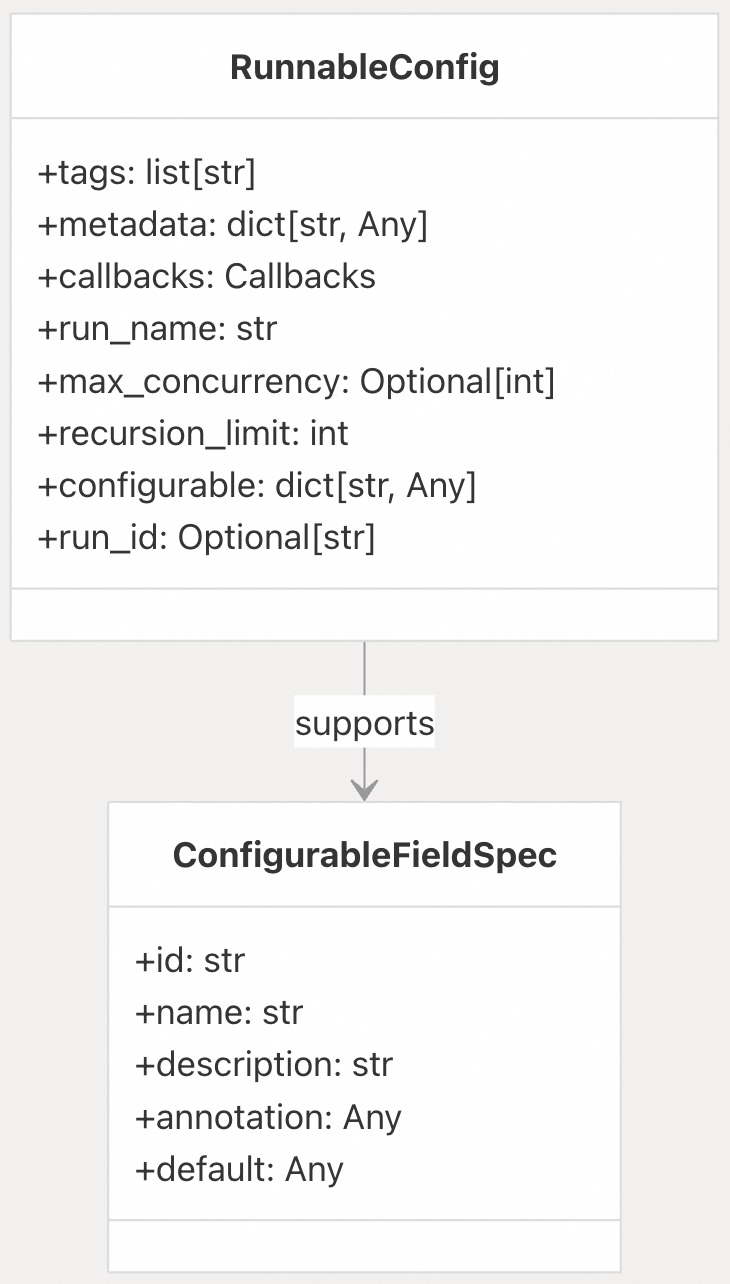 RunnableConfig
+tags: list[str]
+metadata: dict[str, Any]
+callbacks: Callbacks
+run_name: str
+max_concurrency: Optional[int]
+recursion_limit: int
+configurable: dict[str, Any]
+run_id: Optional[str]
supports
ConfigurableFieldSpec
+id: str
+name: str
+description: str
+annotation: Any
+default: Any